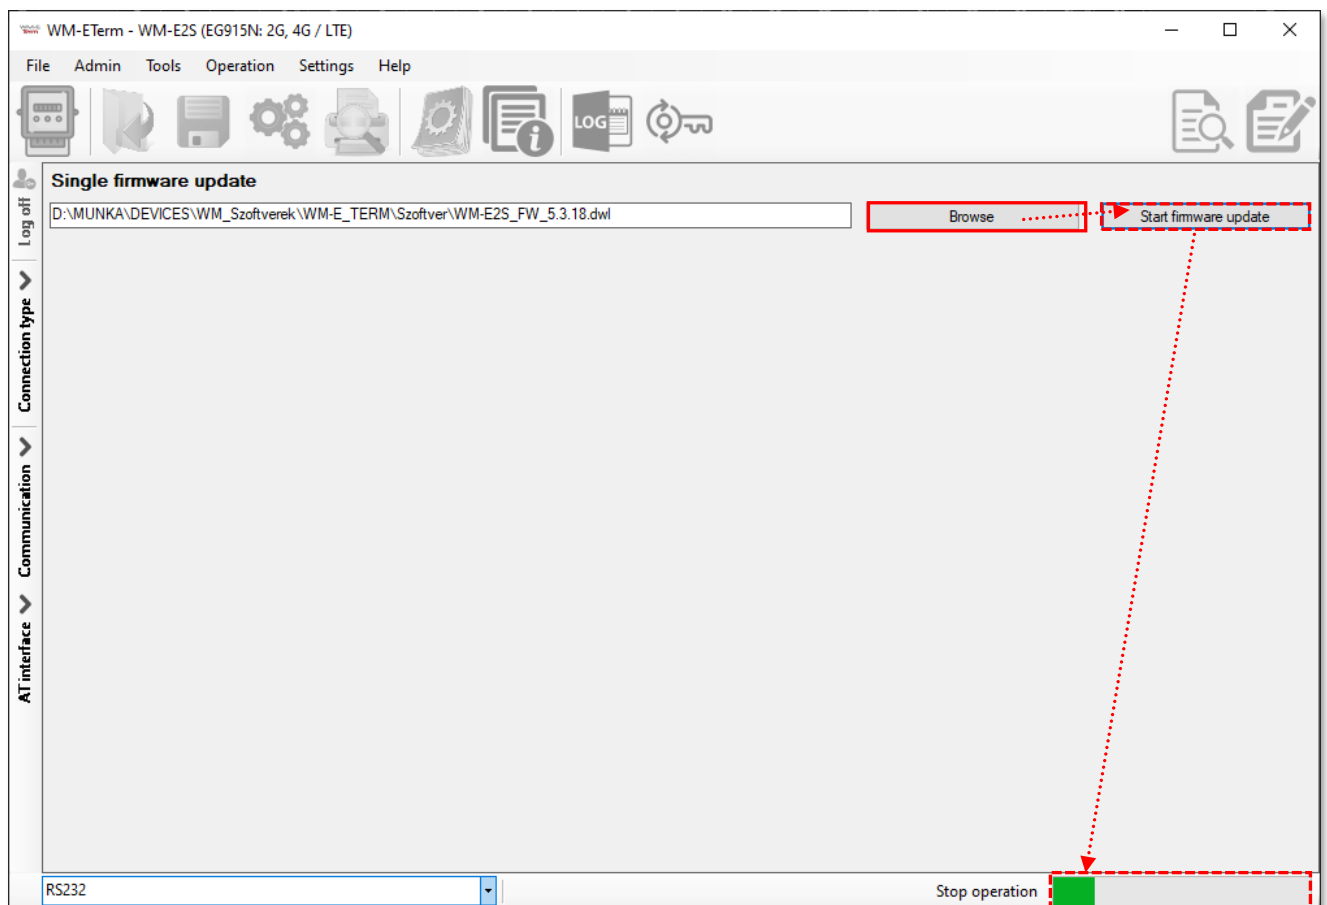 WM-ETerm - WM-E2S (EG915N: 2G, 4G / LTE)
File Admin Tools Operation Settings Help
LOG
Single firmware update
D:\MUNKA\DEVICES\WM_Szoftverek\WM-E_TERM\Szoftver\WM-E2S_FW_5.3.18.dwl Browse Start firmware update
Log off
Connection type
Communication
AT interface
RS232 Stop operation